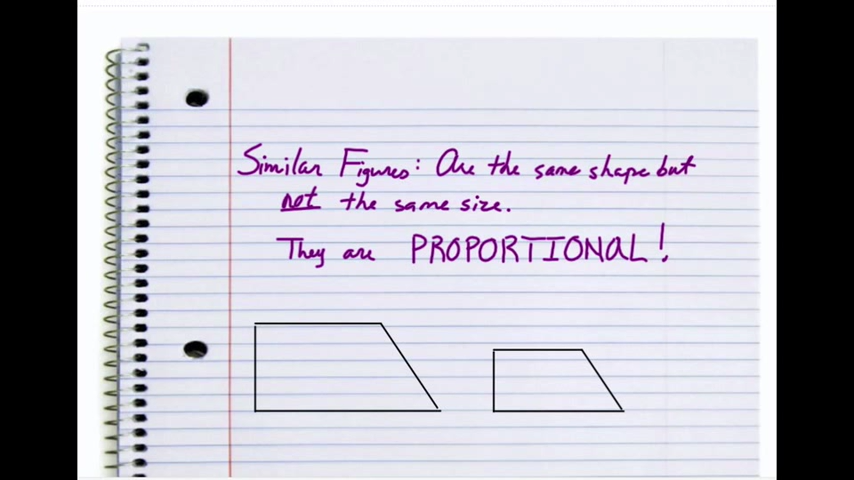 Similar Figures: Are the same shape but
not the same size.
They are PROPORTIONAL!